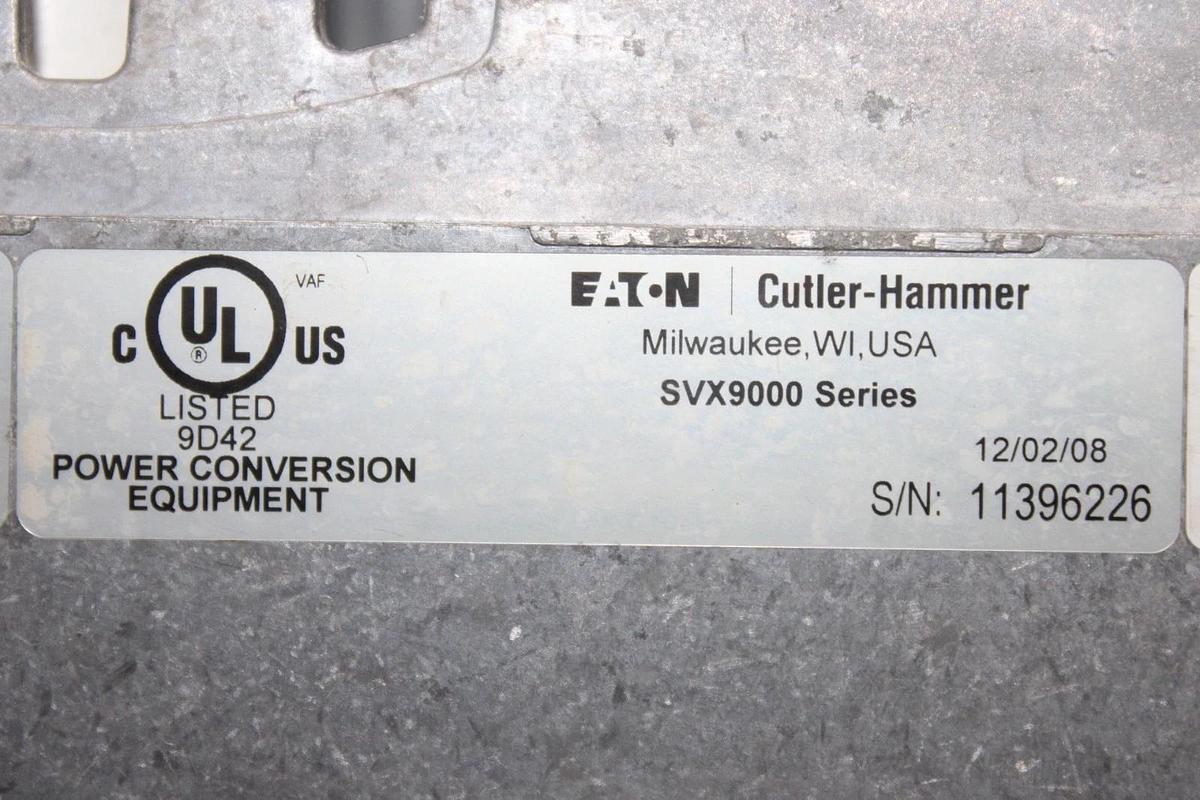 VAF
C UL ® US
LISTED
9D42
POWER CONVERSION
EQUIPMENT
EATON | Cutler-Hammer
Milwaukee, WI, USA
SVX9000 Series
12/02/08
S/N: 11396226